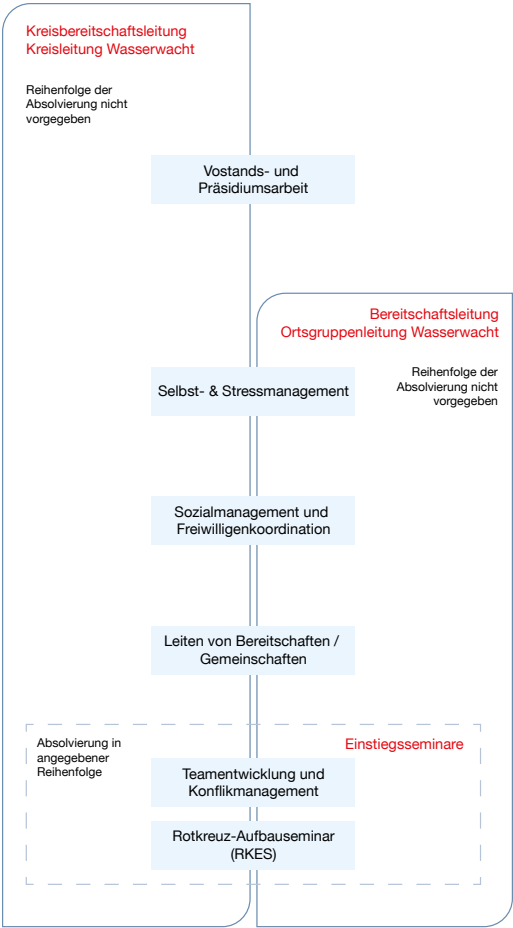 Kreisbereitschaftsleitung
Kreisleitung Wasserwacht
Reihenfolge der
Absolvierung nicht
vorgegeben
Vostands- und
Präsidiumsarbeit
Bereitschaftsleitung
Ortsgruppenleitung Wasserwacht
Reihenfolge der
Absolvierung nicht
vorgegeben
Selbst- & Stressmanagement
Sozialmanagement und
Freiwilligenkoordination
Leiten von Bereitschaften /
Gemeinschaften
Absolvierung in
angegebener
Reihenfolge
Einstiegsseminare
Teamentwicklung und
Konflikmanagement
Rotkreuz-Aufbauseminar
(RKES)